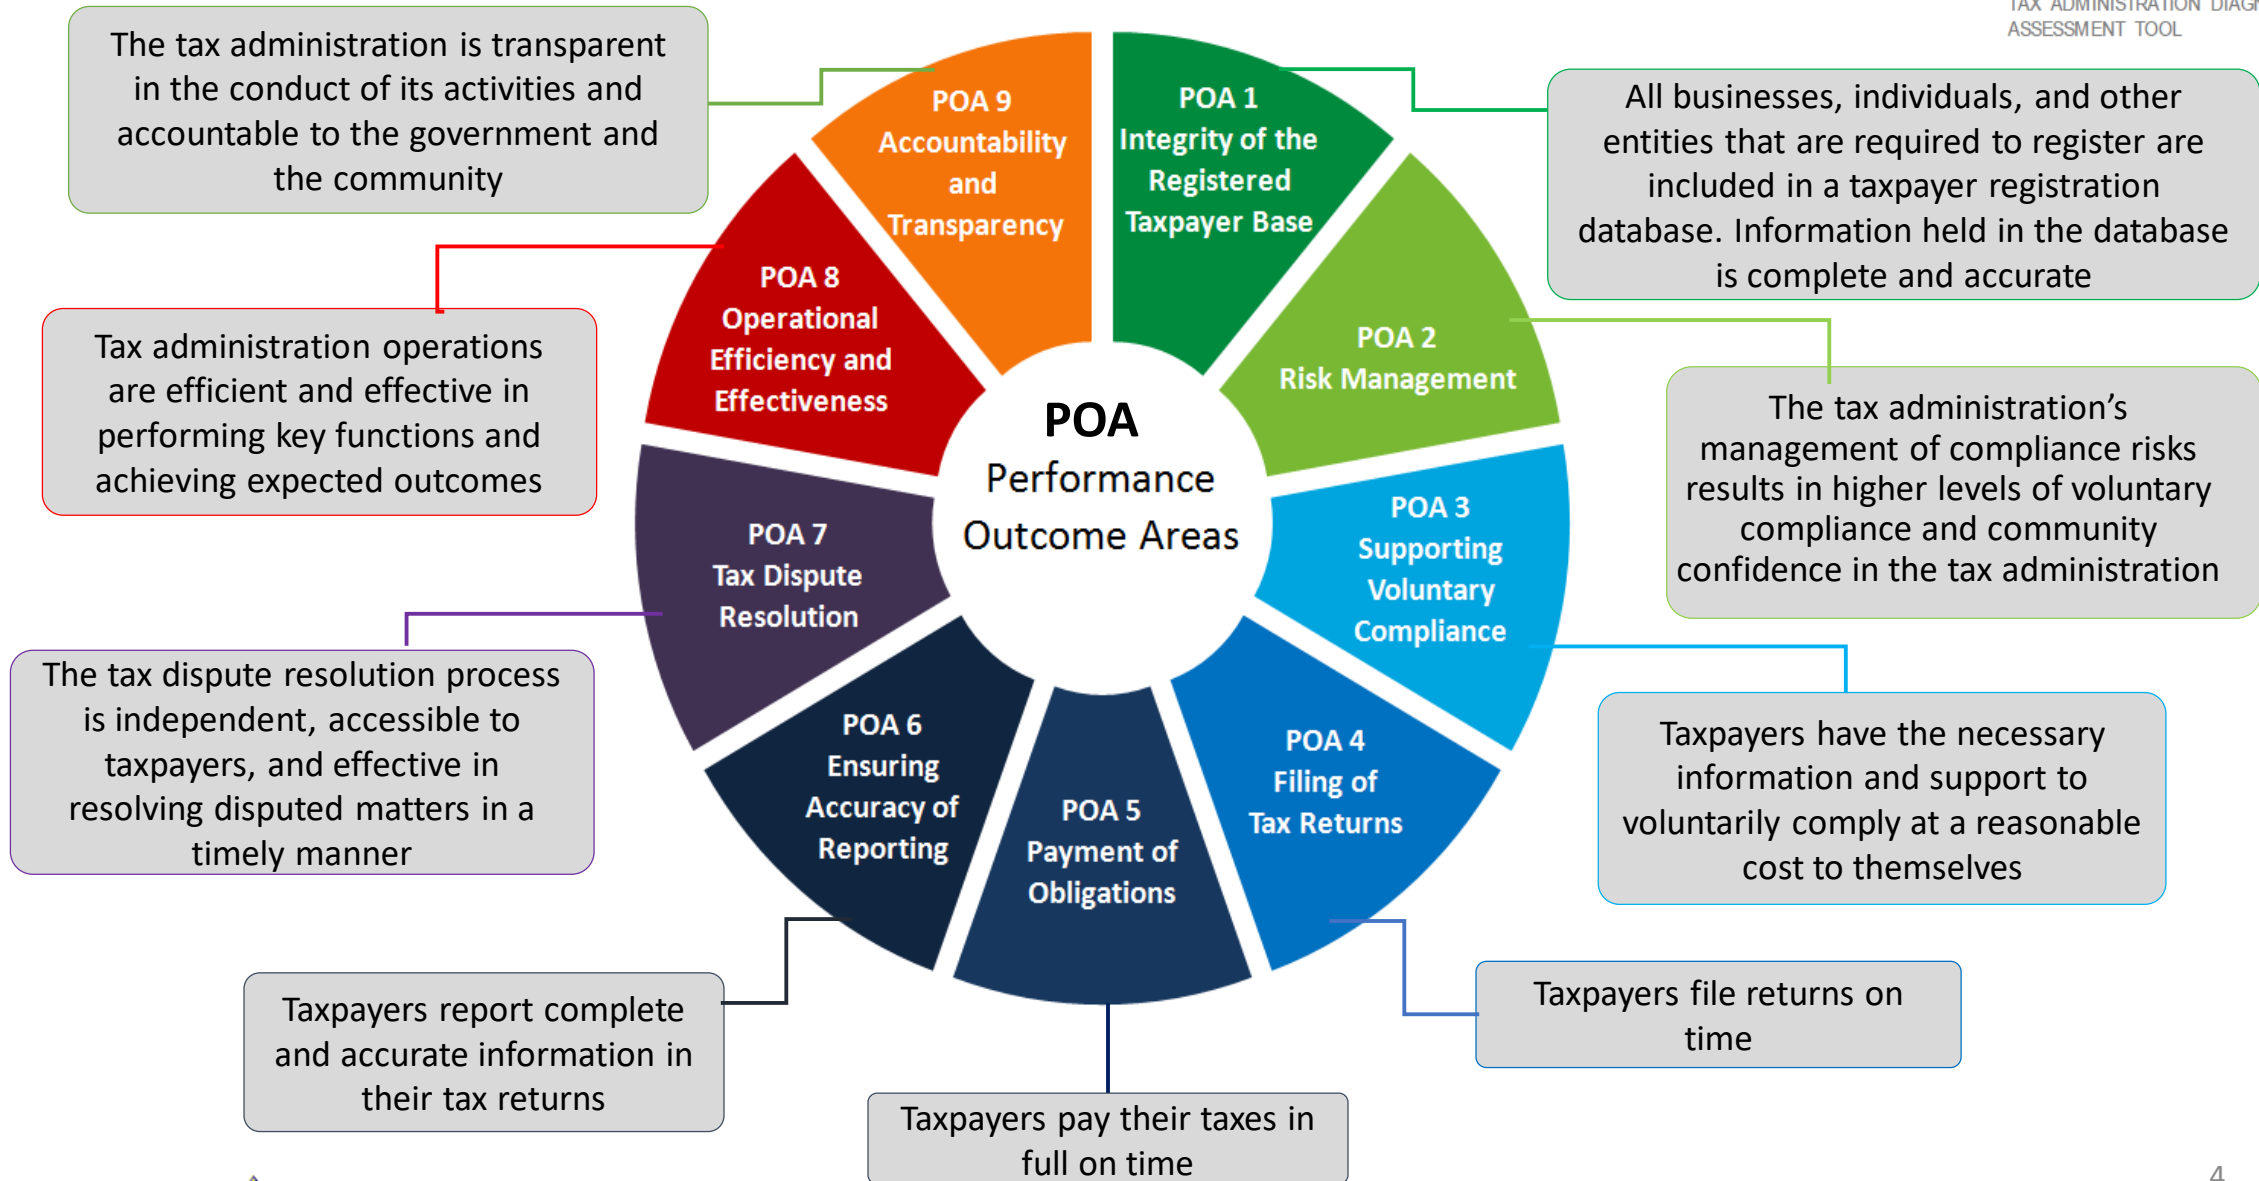 TAX ADMINISTRATION
ASSESSMENT TOOL
The tax administration is transparent
in the conduct of its activities and
accountable to the government and
the community
POA 9
Accountability
and
Transparency
POA 1
Integrity of the
Registered
Taxpayer Base
All businesses, individuals, and other
entities that are required to register are
included in a taxpayer registration
database. Information held in the database
is complete and accurate
POA 8
Operational
Efficiency and
Effectiveness
Tax administration operations
are efficient and effective in
performing key functions and
achieving expected outcomes
POA 2
Risk Management
The tax administration’s
management of compliance risks
results in higher levels of voluntary
compliance and community
confidence in the tax administration
POA
Performance
Outcome Areas
POA 7
Tax Dispute
Resolution
The tax dispute resolution process
is independent, accessible to
taxpayers, and effective in
resolving disputed matters in a
timely manner
POA 3
Supporting
Voluntary
Compliance
Taxpayers have the necessary
information and support to
voluntarily comply at a reasonable
cost to themselves
POA 6
Ensuring
Accuracy of
Reporting
Taxpayers report complete
and accurate information in
their tax returns
POA 5
Payment of
Obligations
Taxpayers pay their taxes in
full on time
POA 4
Filing of
Tax Returns
Taxpayers file returns on
time
4